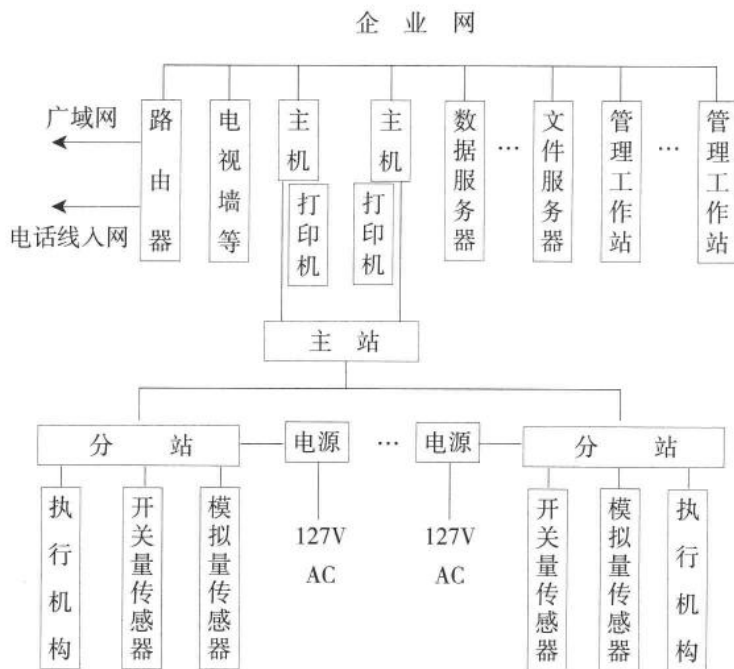 企业网
广域网
电话线入网
路由器
电视墙等
主机
打印机
主机
打印机
数据服务器
…
文件服务器
管理工作站
…
管理工作站
主站
分站
电源
…
电源
分站
执行机构
开关量传感器
模拟量传感器
127V
AC
127V
AC
开关量传感器
模拟量传感器
执行机构